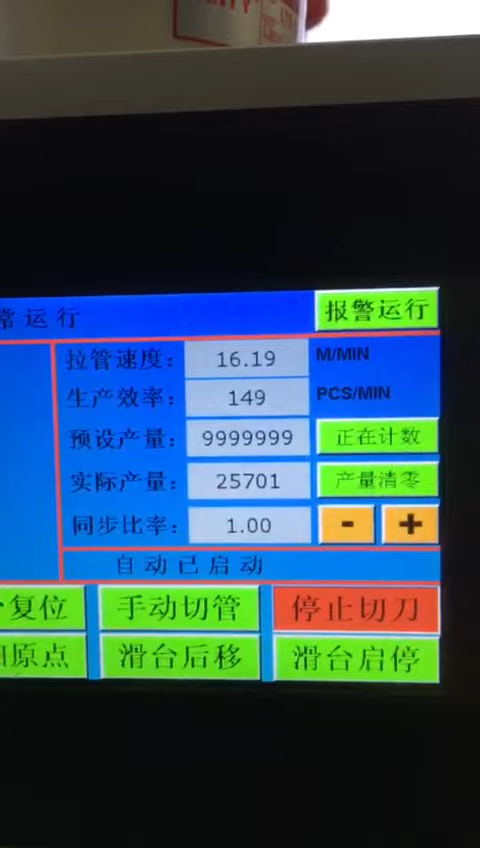 常运行 报警运行
拉管速度： 16.19 M/MIN
生产效率： 149 PCS/MIN
预设产量： 9999999 正在计数
实际产量： 25701 产量清零
同步比率： 1.00 - +
自动已启动
复位 手动切管 停止切刀
原点 滑台后移 滑台启停